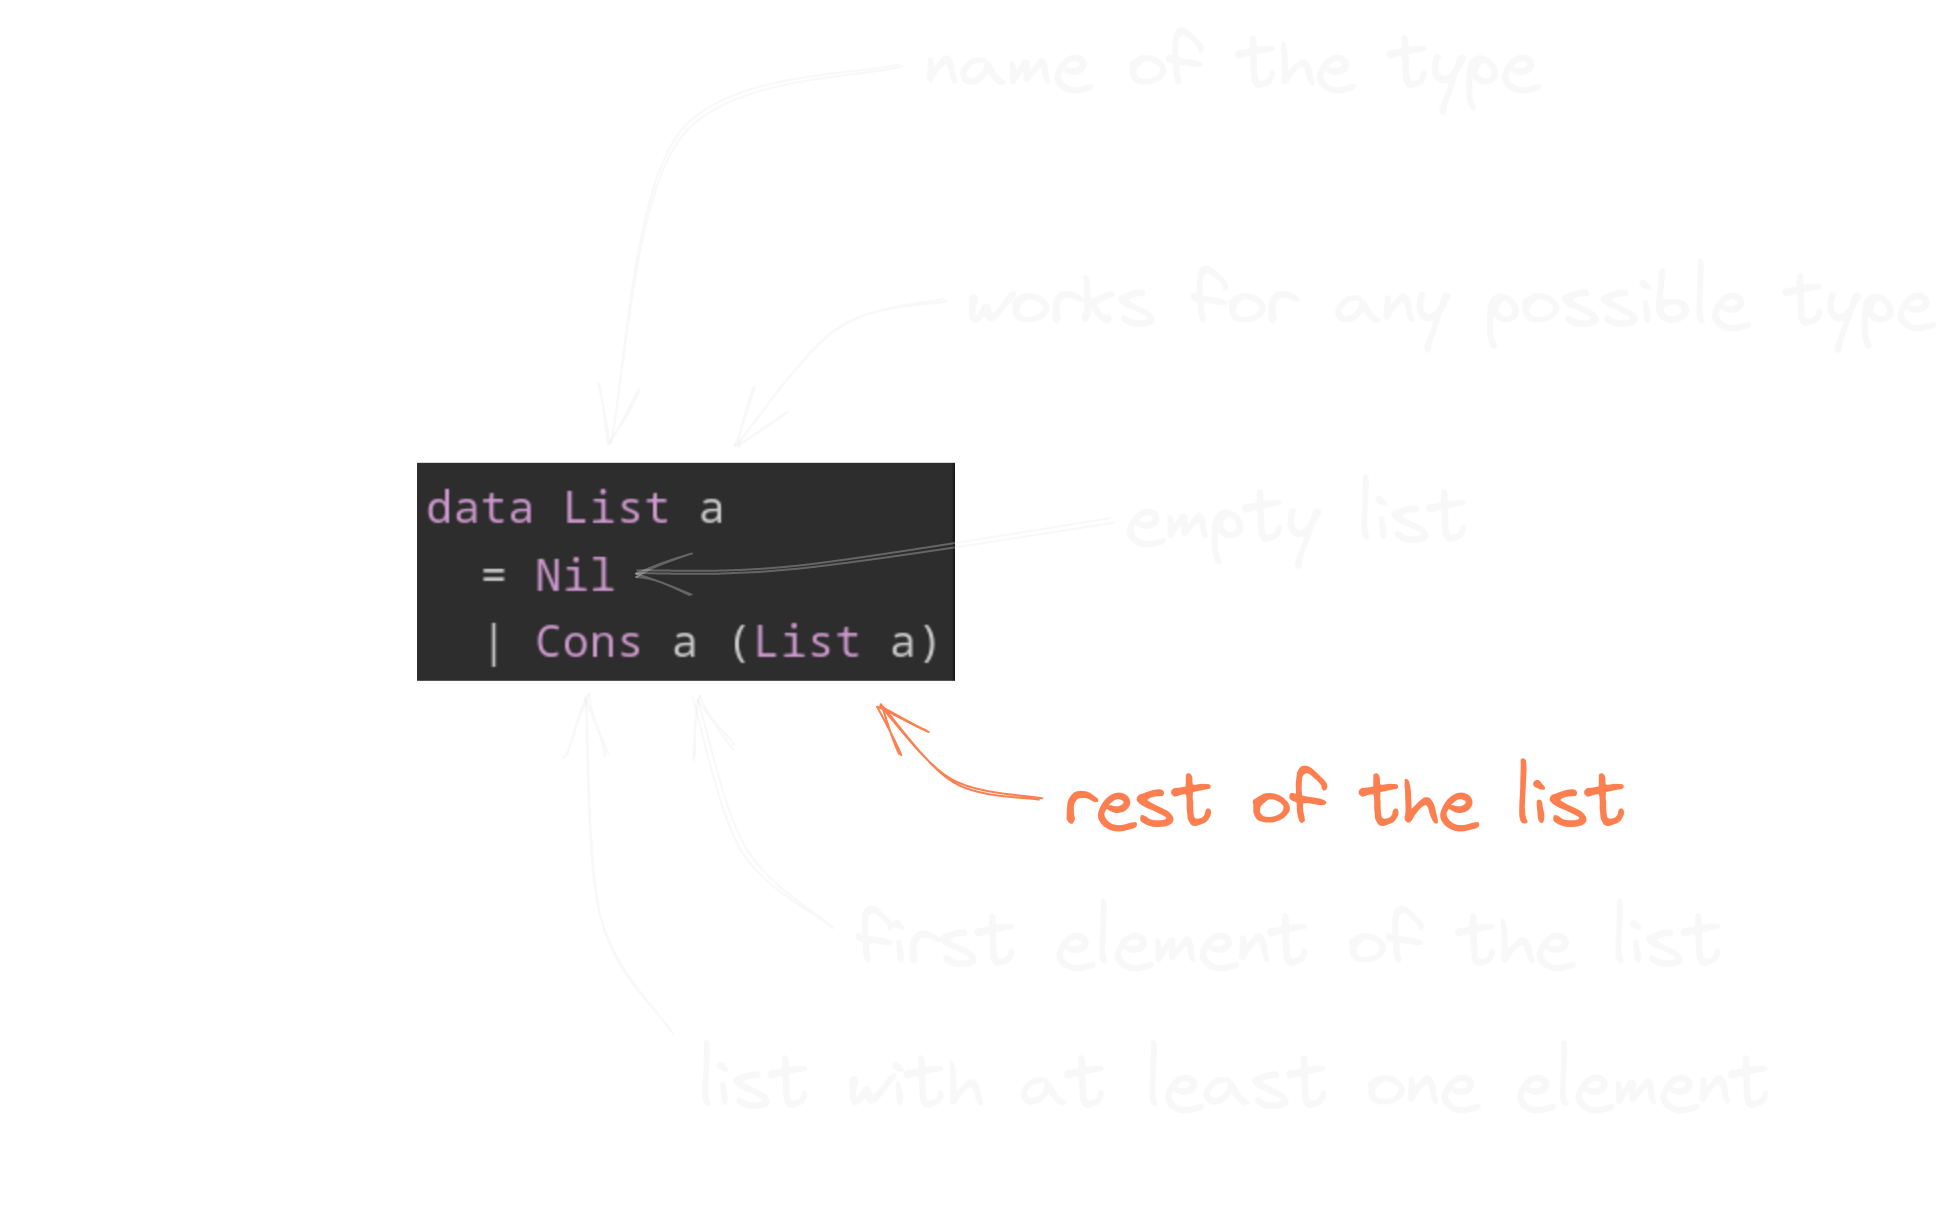 name of the type
works for any possible type
data List a
= Nil
| Cons a (List a)
empty list
rest of the list
first element of the list
list with at least one element